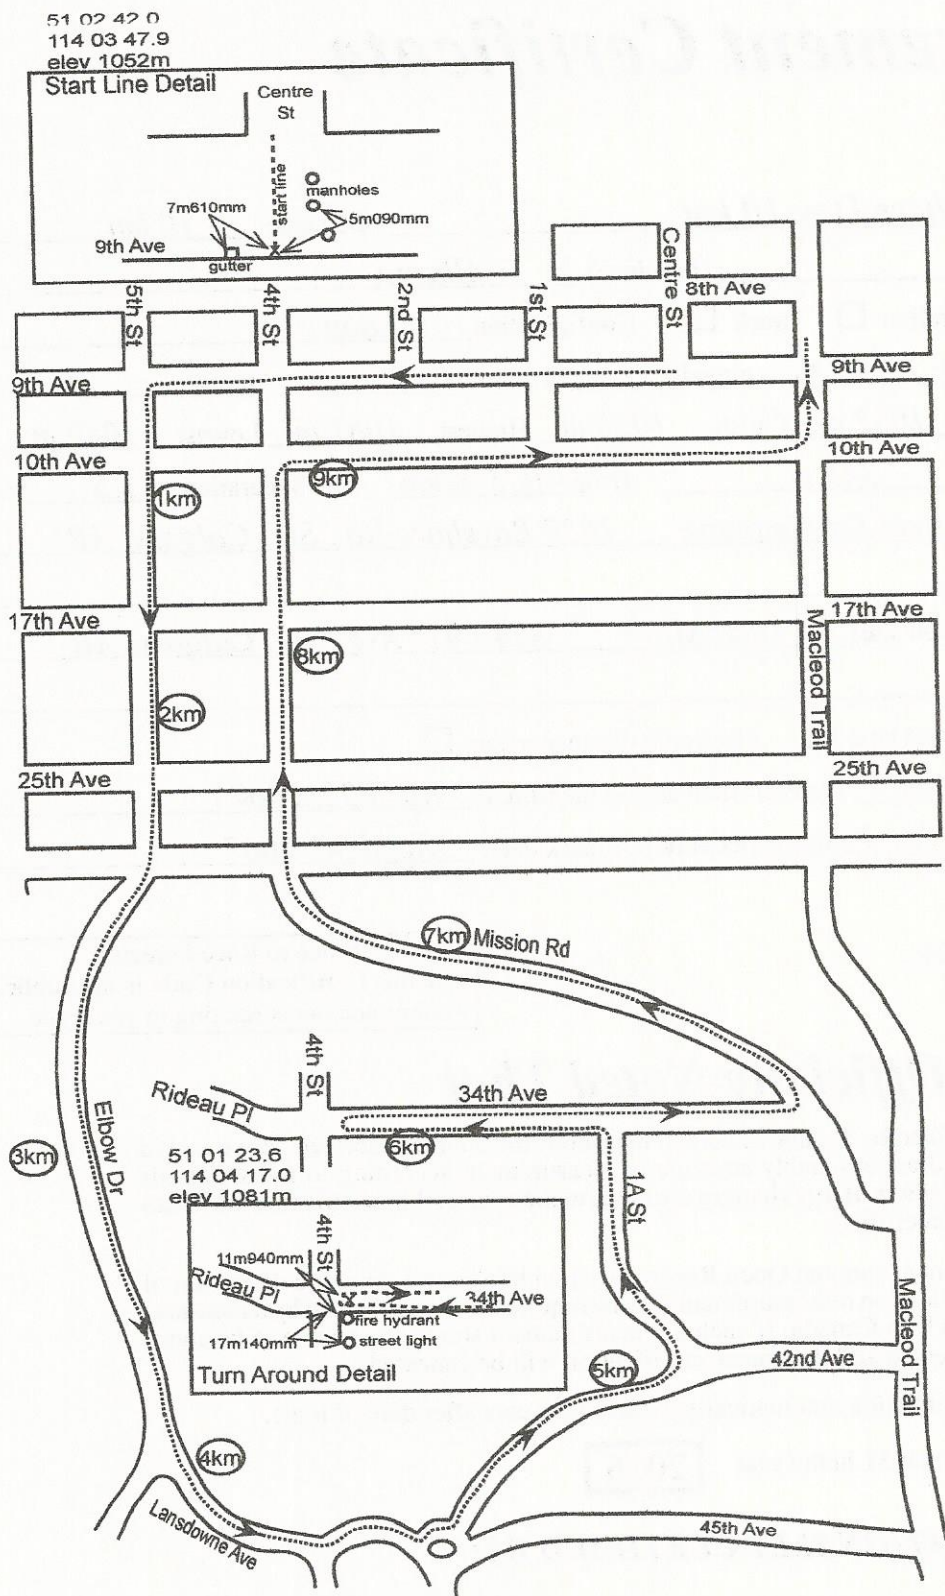 51 02 42 0
114 03 47.9
elev 1052m
Start Line Detail
Centre
St
start line
manholes
7m610mm
5m090mm
9th Ave
gutter
5th St
4th St
2nd St
1st St
Centre St
8th Ave
9th Ave
9th Ave
10th Ave
10th Ave
1km
9km
17th Ave
17th Ave
Macleod Trail
8km
2km
25th Ave
25th Ave
7km
Mission Rd
4th St
34th Ave
Rideau Pl
6km
3km
Elbow Dr
51 01 23.6
114 04 17.0
elev 1081m
1A St
4th St
11m940mm
Rideau Pl
34th Ave
fire hydrant
17m140mm
street light
Turn Around Detail
Macleod Trail
42nd Ave
5km
4km
Lansdowne Ave
45th Ave